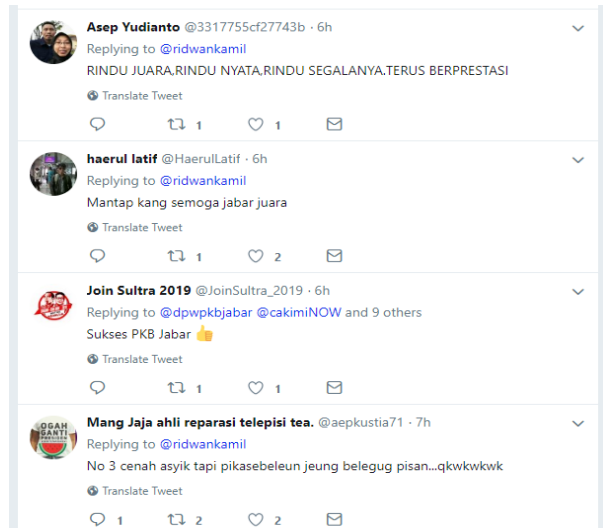 Asep Yudianto @3317755cf27743b · 6h
Replying to @ridwankamil
RINDU JUARA,RINDU NYATA,RINDU SEGALANYA.TERUS BERPRESTASI
Translate Tweet
1 1
haerul latif @HaerulLatif · 6h
Replying to @ridwankamil
Mantap kang semoga jabar juara
Translate Tweet
1 2
Join Sultra 2019 @JoinSultra_2019 · 6h
Replying to @dpwpkbjabar @cakimiNOW and 9 others
Sukses PKB Jabar 👍
Translate Tweet
1 1
OGAH
GANTI
PRESIDEN
Mang Jaja ahli reparasi telepisi tea. @aepkustia71 · 7h
Replying to @ridwankamil
No 3 cenah asyik tapi pikasebeleun jeung belegug pisan...qkwkwkwk
Translate Tweet
1 2 2